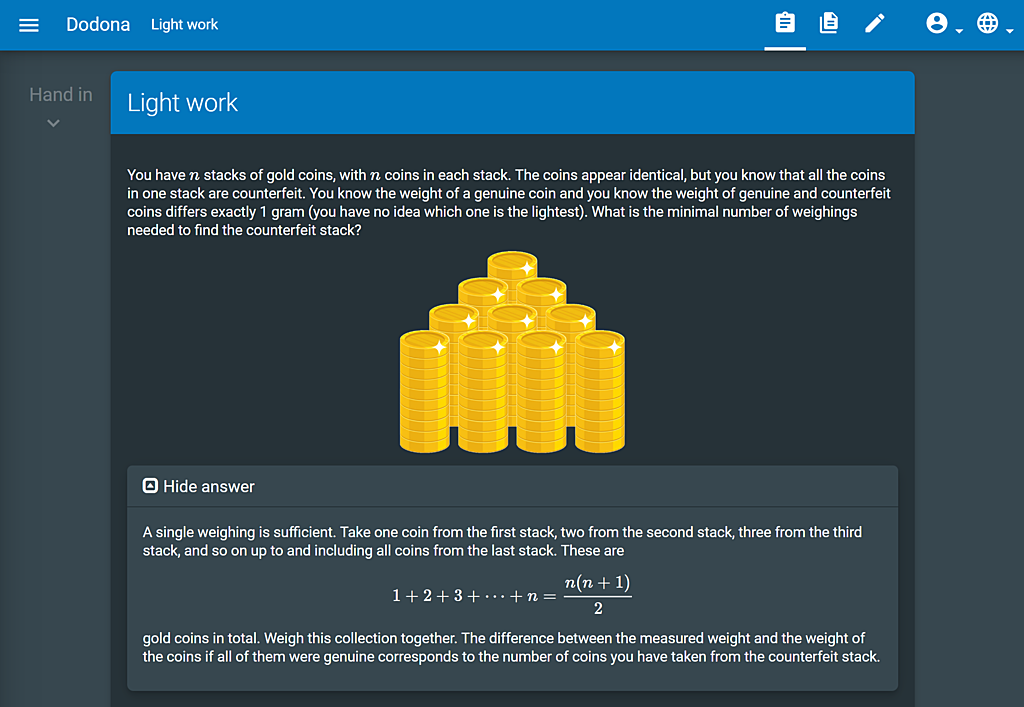 Dodona Light work
Hand in
Light work
You have n stacks of gold coins, with n coins in each stack. The coins appear identical, but you know that all the coins
in one stack are counterfeit. You know the weight of a genuine coin and you know the weight of genuine and counterfeit
coins differs exactly 1 gram (you have no idea which one is the lightest). What is the minimal number of weighings
needed to find the counterfeit stack?
Hide answer
A single weighing is sufficient. Take one coin from the first stack, two from the second stack, three from the third
stack, and so on up to and including all coins from the last stack. These are
1 + 2 + 3 + ⋯ + n = n(n + 1)/2
gold coins in total. Weigh this collection together. The difference between the measured weight and the weight of
the coins if all of them were genuine corresponds to the number of coins you have taken from the counterfeit stack.